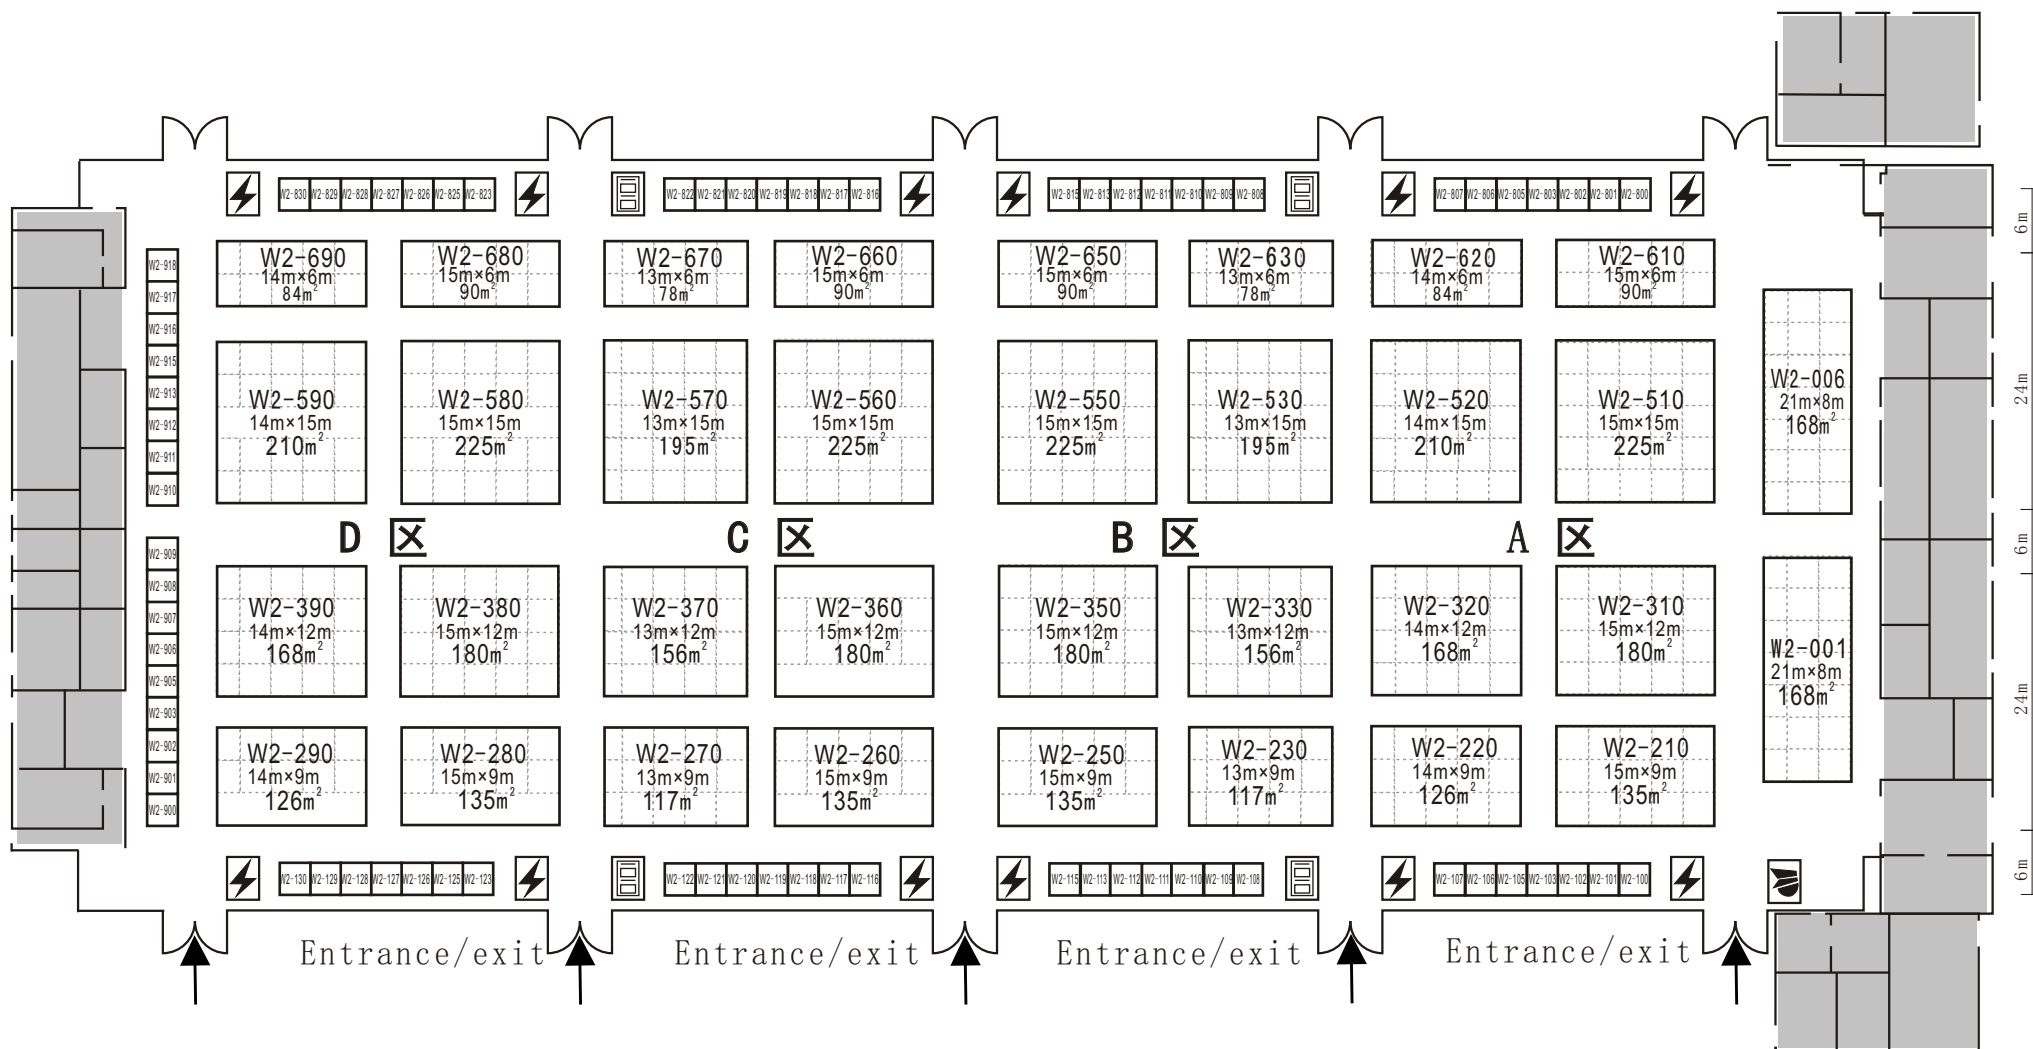 W2-830 W2-829 W2-828 W2-827 W2-826 W2-825 W2-823
W2-822 W2-821 W2-820 W2-819 W2-818 W2-817 W2-816
W2-815 W2-813 W2-812 W2-811 W2-810 W2-809 W2-808
W2-807 W2-806 W2-805 W2-803 W2-802 W2-801 W2-800
W2-690
14m×6m
84m²
W2-680
15m×6m
90m²
W2-670
13m×6m
78m²
W2-660
15m×6m
90m²
W2-650
15m×6m
90m²
W2-630
13m×6m
78m²
W2-620
14m×6m
84m²
W2-610
15m×6m
90m²
W2-918
W2-917
W2-916
W2-915
W2-913
W2-912
W2-911
W2-910
W2-590
14m×15m
210m²
W2-580
15m×15m
225m²
W2-570
13m×15m
195m²
W2-560
15m×15m
225m²
W2-550
15m×15m
225m²
W2-530
13m×15m
195m²
W2-520
14m×15m
210m²
W2-510
15m×15m
225m²
W2-006
21m×8m
168m²
D 区
C 区
B 区
A 区
W2-909
W2-908
W2-907
W2-906
W2-905
W2-903
W2-902
W2-901
W2-900
W2-390
14m×12m
168m²
W2-380
15m×12m
180m²
W2-370
13m×12m
156m²
W2-360
15m×12m
180m²
W2-350
15m×12m
180m²
W2-330
13m×12m
156m²
W2-320
14m×12m
168m²
W2-310
15m×12m
180m²
W2-001
21m×8m
168m²
W2-290
14m×9m
126m²
W2-280
15m×9m
135m²
W2-270
13m×9m
117m²
W2-260
15m×9m
135m²
W2-250
15m×9m
135m²
W2-230
13m×9m
117m²
W2-220
14m×9m
126m²
W2-210
15m×9m
135m²
W2-130 W2-129 W2-128 W2-127 W2-126 W2-125 W2-123
W2-122 W2-121 W2-120 W2-119 W2-118 W2-117 W2-116
W2-115 W2-113 W2-112 W2-111 W2-110 W2-109 W2-108
W2-107 W2-106 W2-105 W2-103 W2-102 W2-101 W2-100
Entrance/exit
Entrance/exit
Entrance/exit
Entrance/exit
6m
24m
6m
24m
6m